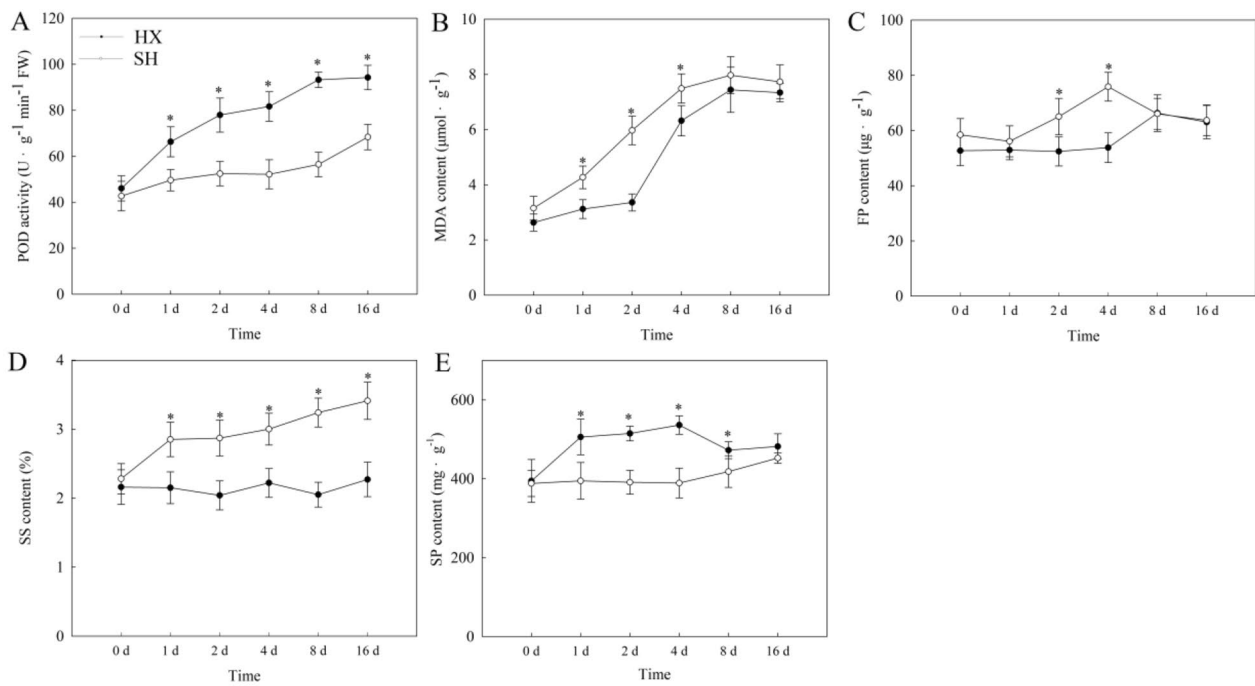 A
HX
SH
*
*
*
*
*
POD activity (U · g⁻¹ min⁻¹ FW)
120
100
80
60
40
20
0
0 d 1 d 2 d 4 d 8 d 16 d
Time
B
*
*
*
MDA content (μmol · g⁻¹)
8
6
4
2
0
0 d 1 d 2 d 4 d 8 d 16 d
Time
C
*
*
FP content (μg · g⁻¹)
100
80
60
40
20
0
0 d 1 d 2 d 4 d 8 d 16 d
Time
D
*
*
*
*
*
SS content (%)
4
3
2
1
0
0 d 1 d 2 d 4 d 8 d 16 d
Time
E
*
*
*
*
SP content (mg · g⁻¹)
600
400
200
0
0 d 1 d 2 d 4 d 8 d 16 d
Time